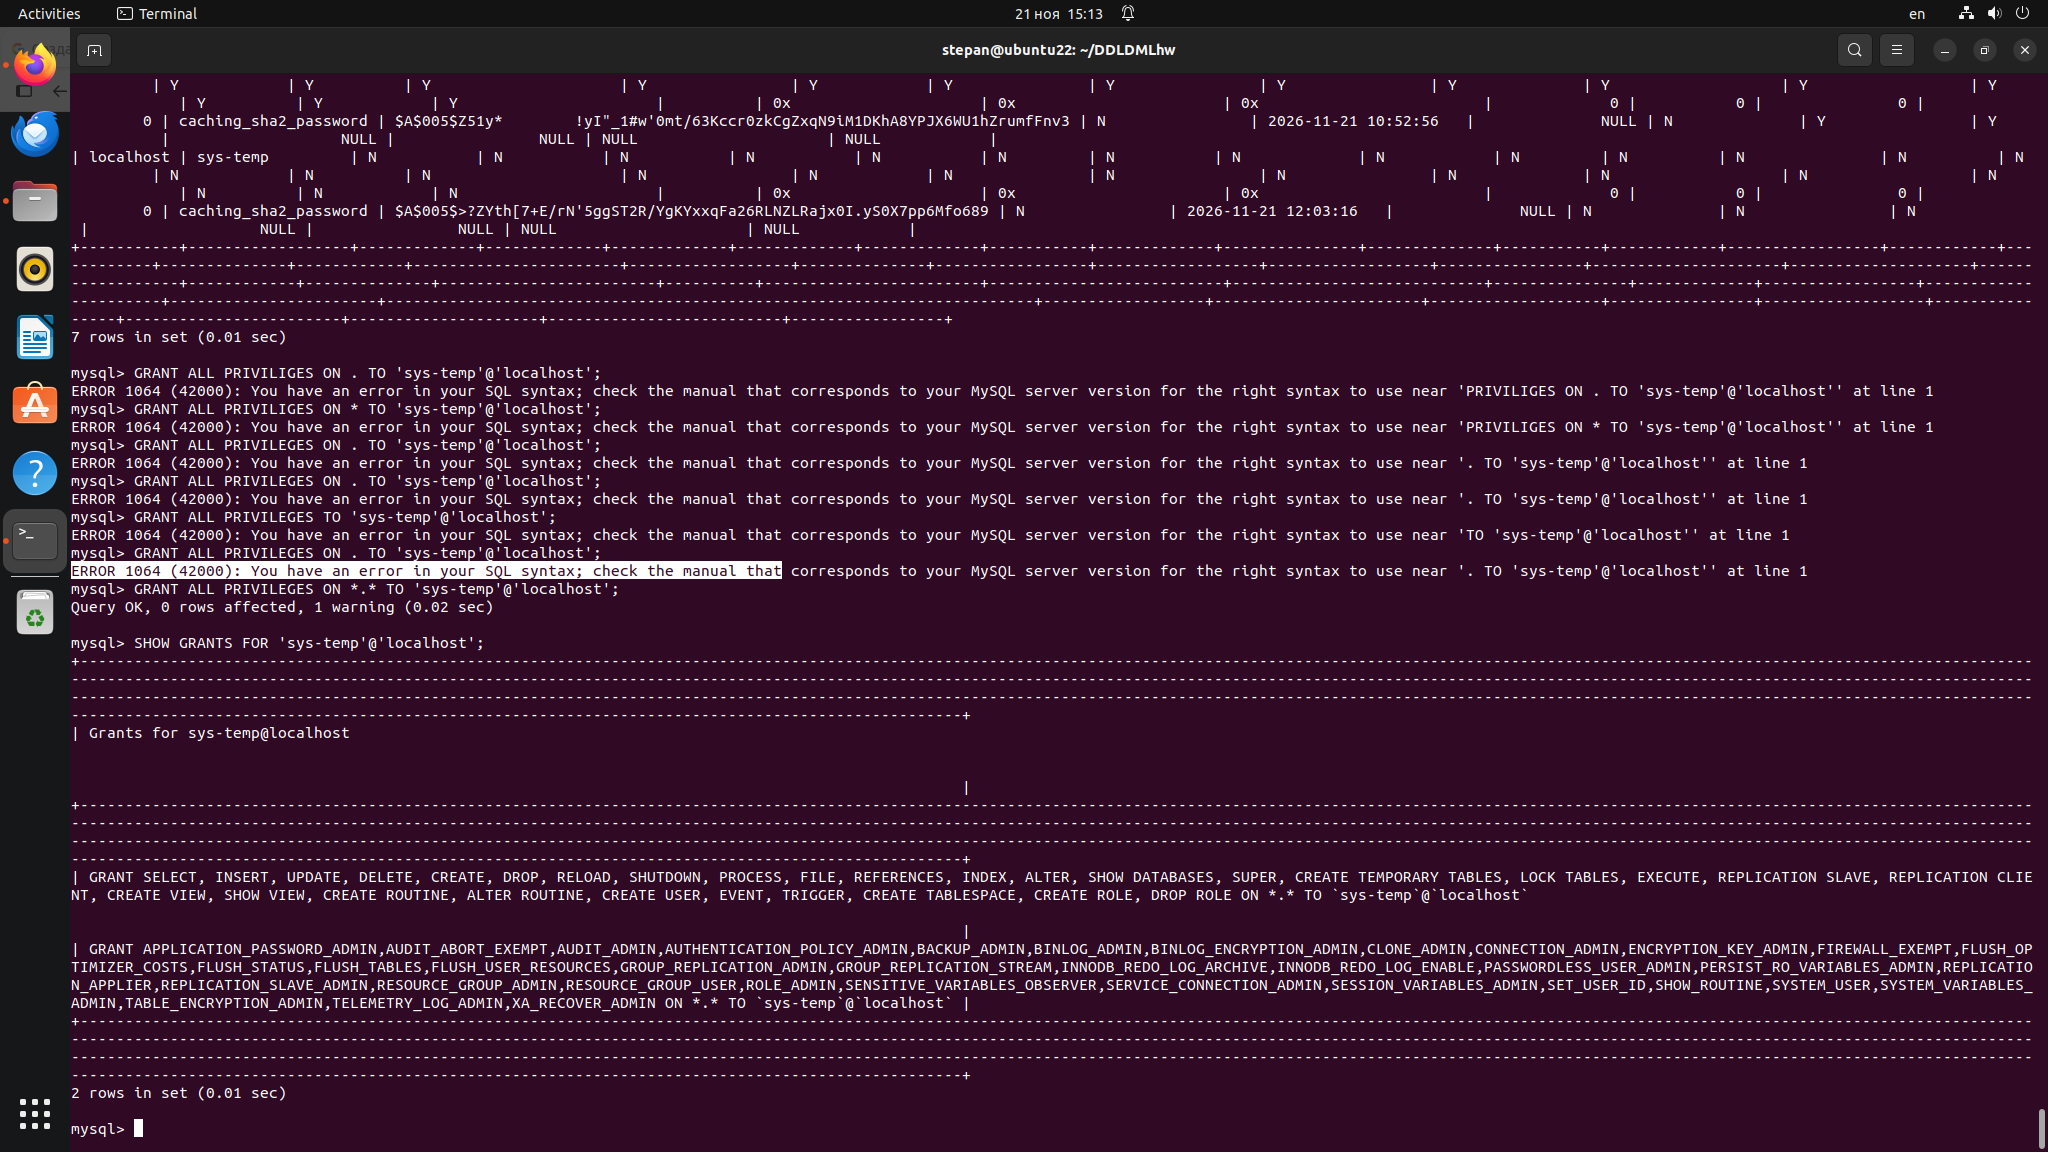 Activities
Terminal
21 ноя 15:13
en
stepan@ubuntu22: ~/DDLDMLhw
| Y | Y | Y | Y | Y | Y | Y | Y | Y | Y | Y | Y
| Y | Y | Y | | 0x | 0x | 0x | 0 | 0 | 0 |
0 | caching_sha2_password | $A$005$Z51y* !yI"_1#w'0mt/63Kccr0zkCgZxqN9iM1DKhA8YPJX6WU1hZrumfFnv3 | N | 2026-11-21 10:52:56 | NULL | N | Y | Y
| NULL | NULL | NULL | NULL |
| localhost | sys-temp | N | N | N | N | N | N | N | N | N | N | N | N | N | N
| N | N | N | N | N | N | N | N | N | N | N | N
| N | N | N | | 0x | 0x | 0x | 0 | 0 | 0 |
0 | caching_sha2_password | $A$005$>?ZYth[7+E/rN'5ggST2R/YgKYxxqFa26RLNZLRajx0I.yS0X7pp6Mfo689 | N | 2026-11-21 12:03:16 | NULL | N | N | N
| NULL | NULL | NULL | NULL |
7 rows in set (0.01 sec)
mysql> GRANT ALL PRIVILIGES ON . TO 'sys-temp'@'localhost';
ERROR 1064 (42000): You have an error in your SQL syntax; check the manual that corresponds to your MySQL server version for the right syntax to use near 'PRIVILIGES ON . TO 'sys-temp'@'localhost'' at line 1
mysql> GRANT ALL PRIVILIGES ON * TO 'sys-temp'@'localhost';
ERROR 1064 (42000): You have an error in your SQL syntax; check the manual that corresponds to your MySQL server version for the right syntax to use near 'PRIVILIGES ON * TO 'sys-temp'@'localhost'' at line 1
mysql> GRANT ALL PRIVILEGES ON . TO 'sys-temp'@'localhost';
ERROR 1064 (42000): You have an error in your SQL syntax; check the manual that corresponds to your MySQL server version for the right syntax to use near '. TO 'sys-temp'@'localhost'' at line 1
mysql> GRANT ALL PRIVILEGES ON . TO 'sys-temp'@'localhost';
ERROR 1064 (42000): You have an error in your SQL syntax; check the manual that corresponds to your MySQL server version for the right syntax to use near '. TO 'sys-temp'@'localhost'' at line 1
mysql> GRANT ALL PRIVILEGES TO 'sys-temp'@'localhost';
ERROR 1064 (42000): You have an error in your SQL syntax; check the manual that corresponds to your MySQL server version for the right syntax to use near 'TO 'sys-temp'@'localhost'' at line 1
mysql> GRANT ALL PRIVILEGES ON . TO 'sys-temp'@'localhost';
ERROR 1064 (42000): You have an error in your SQL syntax; check the manual that corresponds to your MySQL server version for the right syntax to use near '. TO 'sys-temp'@'localhost'' at line 1
mysql> GRANT ALL PRIVILEGES ON *.* TO 'sys-temp'@'localhost';
Query OK, 0 rows affected, 1 warning (0.02 sec)
mysql> SHOW GRANTS FOR 'sys-temp'@'localhost';
| Grants for sys-temp@localhost
|
| GRANT SELECT, INSERT, UPDATE, DELETE, CREATE, DROP, RELOAD, SHUTDOWN, PROCESS, FILE, REFERENCES, INDEX, ALTER, SHOW DATABASES, SUPER, CREATE TEMPORARY TABLES, LOCK TABLES, EXECUTE, REPLICATION SLAVE, REPLICATION CLIE
NT, CREATE VIEW, SHOW VIEW, CREATE ROUTINE, ALTER ROUTINE, CREATE USER, EVENT, TRIGGER, CREATE TABLESPACE, CREATE ROLE, DROP ROLE ON *.* TO `sys-temp`@`localhost`
|
| GRANT APPLICATION_PASSWORD_ADMIN,AUDIT_ABORT_EXEMPT,AUDIT_ADMIN,AUTHENTICATION_POLICY_ADMIN,BACKUP_ADMIN,BINLOG_ADMIN,BINLOG_ENCRYPTION_ADMIN,CLONE_ADMIN,CONNECTION_ADMIN,ENCRYPTION_KEY_ADMIN,FIREWALL_EXEMPT,FLUSH_OP
TIMIZER_COSTS,FLUSH_STATUS,FLUSH_TABLES,FLUSH_USER_RESOURCES,GROUP_REPLICATION_ADMIN,GROUP_REPLICATION_STREAM,INNODB_REDO_LOG_ARCHIVE,INNODB_REDO_LOG_ENABLE,PASSWORDLESS_USER_ADMIN,PERSIST_RO_VARIABLES_ADMIN,REPLICATIO
N_APPLIER,REPLICATION_SLAVE_ADMIN,RESOURCE_GROUP_ADMIN,RESOURCE_GROUP_USER,ROLE_ADMIN,SENSITIVE_VARIABLES_OBSERVER,SERVICE_CONNECTION_ADMIN,SESSION_VARIABLES_ADMIN,SET_USER_ID,SHOW_ROUTINE,SYSTEM_USER,SYSTEM_VARIABLES_
ADMIN,TABLE_ENCRYPTION_ADMIN,TELEMETRY_LOG_ADMIN,XA_RECOVER_ADMIN ON *.* TO `sys-temp`@`localhost` |
2 rows in set (0.01 sec)
mysql>